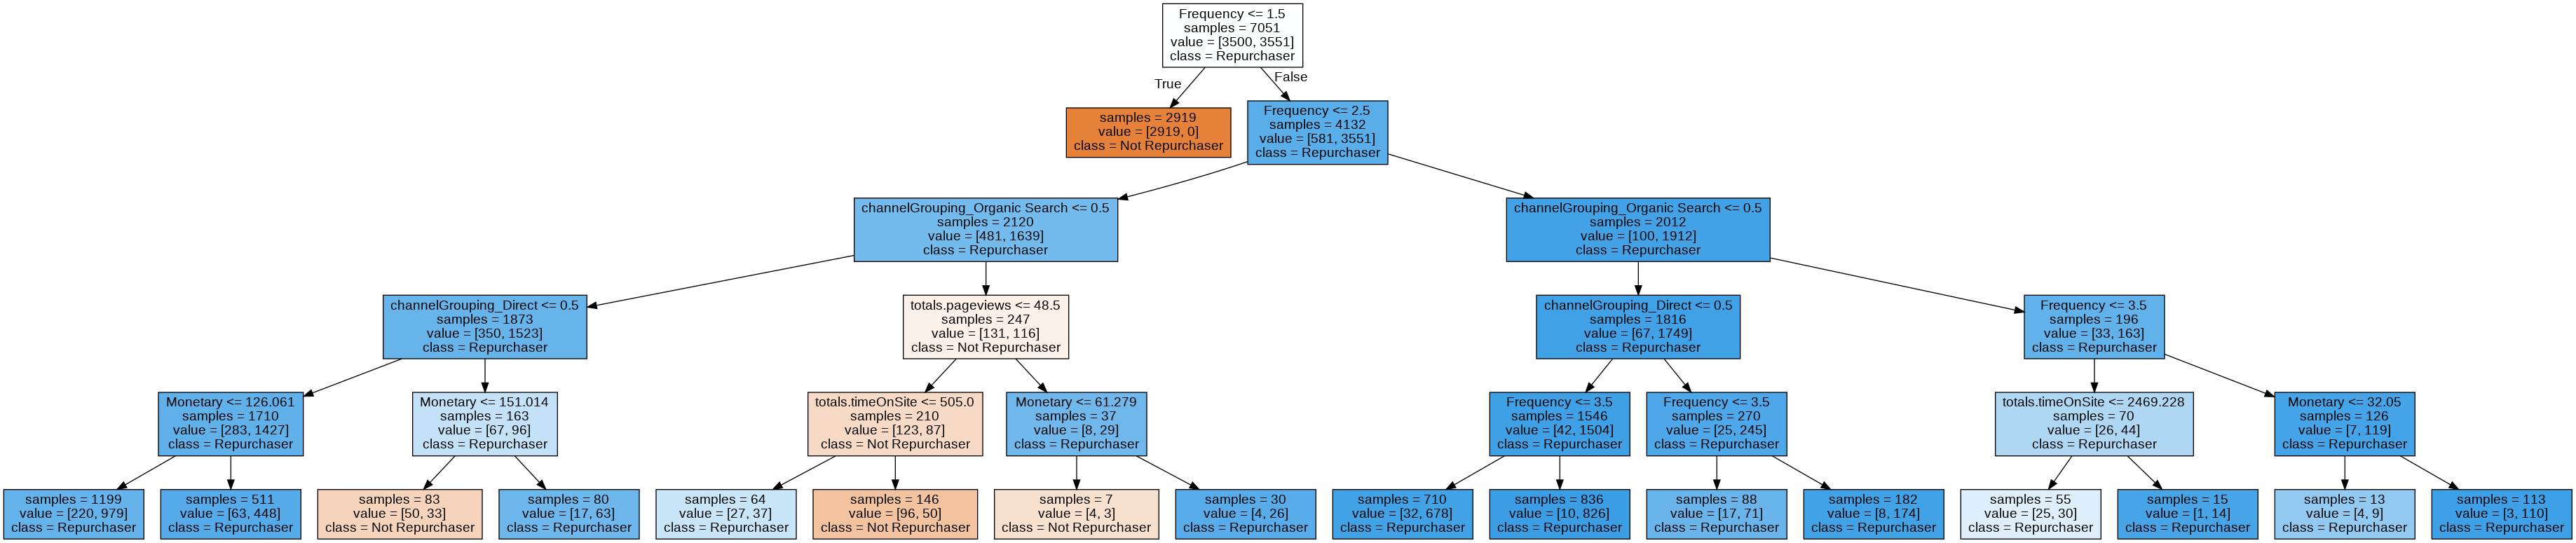 Frequency <= 1.5
samples = 7051
value = [3500, 3551]
class = Repurchaser
True
False
samples = 2919
value = [2919, 0]
class = Not Repurchaser
Frequency <= 2.5
samples = 4132
value = [581, 3551]
class = Repurchaser
channelGrouping_Organic Search <= 0.5
samples = 2120
value = [481, 1639]
class = Repurchaser
channelGrouping_Organic Search <= 0.5
samples = 2012
value = [100, 1912]
class = Repurchaser
channelGrouping_Direct <= 0.5
samples = 1873
value = [350, 1523]
class = Repurchaser
totals.pageviews <= 48.5
samples = 247
value = [131, 116]
class = Not Repurchaser
channelGrouping_Direct <= 0.5
samples = 1816
value = [67, 1749]
class = Repurchaser
Frequency <= 3.5
samples = 196
value = [33, 163]
class = Repurchaser
Monetary <= 126.061
samples = 1710
value = [283, 1427]
class = Repurchaser
Monetary <= 151.014
samples = 163
value = [67, 96]
class = Repurchaser
totals.timeOnSite <= 505.0
samples = 210
value = [123, 87]
class = Not Repurchaser
Monetary <= 61.279
samples = 37
value = [8, 29]
class = Repurchaser
Frequency <= 3.5
samples = 1546
value = [42, 1504]
class = Repurchaser
Frequency <= 3.5
samples = 270
value = [25, 245]
class = Repurchaser
totals.timeOnSite <= 2469.228
samples = 70
value = [26, 44]
class = Repurchaser
Monetary <= 32.05
samples = 126
value = [7, 119]
class = Repurchaser
samples = 1199
value = [220, 979]
class = Repurchaser
samples = 511
value = [63, 448]
class = Repurchaser
samples = 83
value = [50, 33]
class = Not Repurchaser
samples = 80
value = [17, 63]
class = Repurchaser
samples = 64
value = [27, 37]
class = Repurchaser
samples = 146
value = [96, 50]
class = Not Repurchaser
samples = 7
value = [4, 3]
class = Not Repurchaser
samples = 30
value = [4, 26]
class = Repurchaser
samples = 710
value = [32, 678]
class = Repurchaser
samples = 836
value = [10, 826]
class = Repurchaser
samples = 88
value = [17, 71]
class = Repurchaser
samples = 182
value = [8, 174]
class = Repurchaser
samples = 55
value = [25, 30]
class = Repurchaser
samples = 15
value = [1, 14]
class = Repurchaser
samples = 13
value = [4, 9]
class = Repurchaser
samples = 113
value = [3, 110]
class = Repurchaser